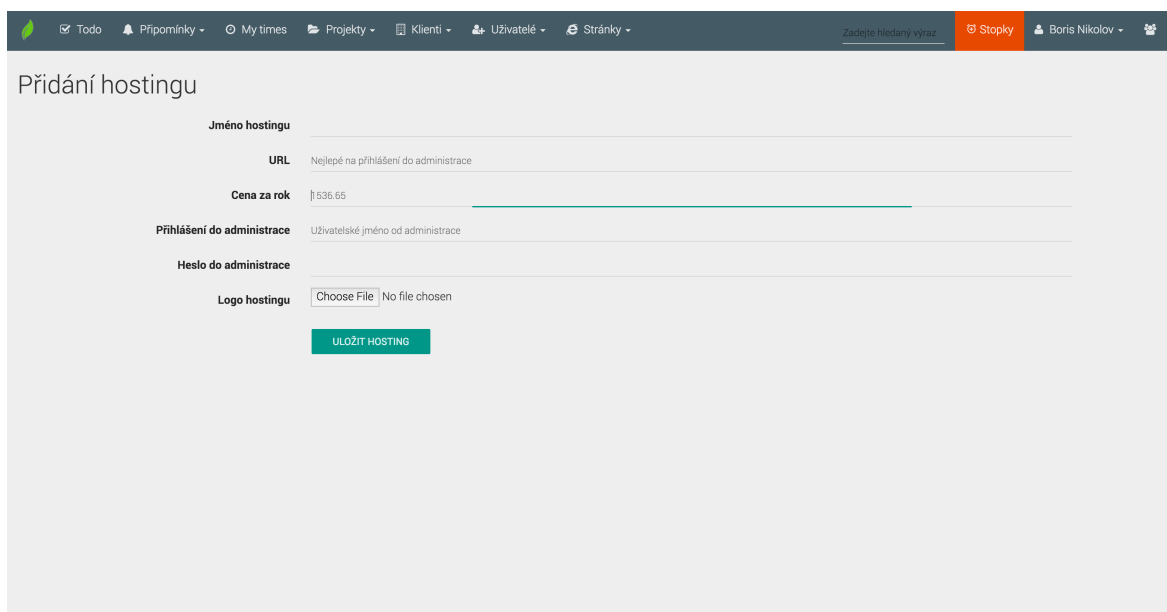 Todo Připomínky My times Projekty Klienti Uživatelé Stránky Zadejte hledaný výraz Stopky Boris Nikolov
Přidání hostingu
Jméno hostingu
URL Nejlepé na přihlášení do administrace
Cena za rok 1536.65
Přihlášení do administrace Uživatelské jméno od administrace
Heslo do administrace
Logo hostingu Choose File No file chosen
ULOŽIT HOSTING